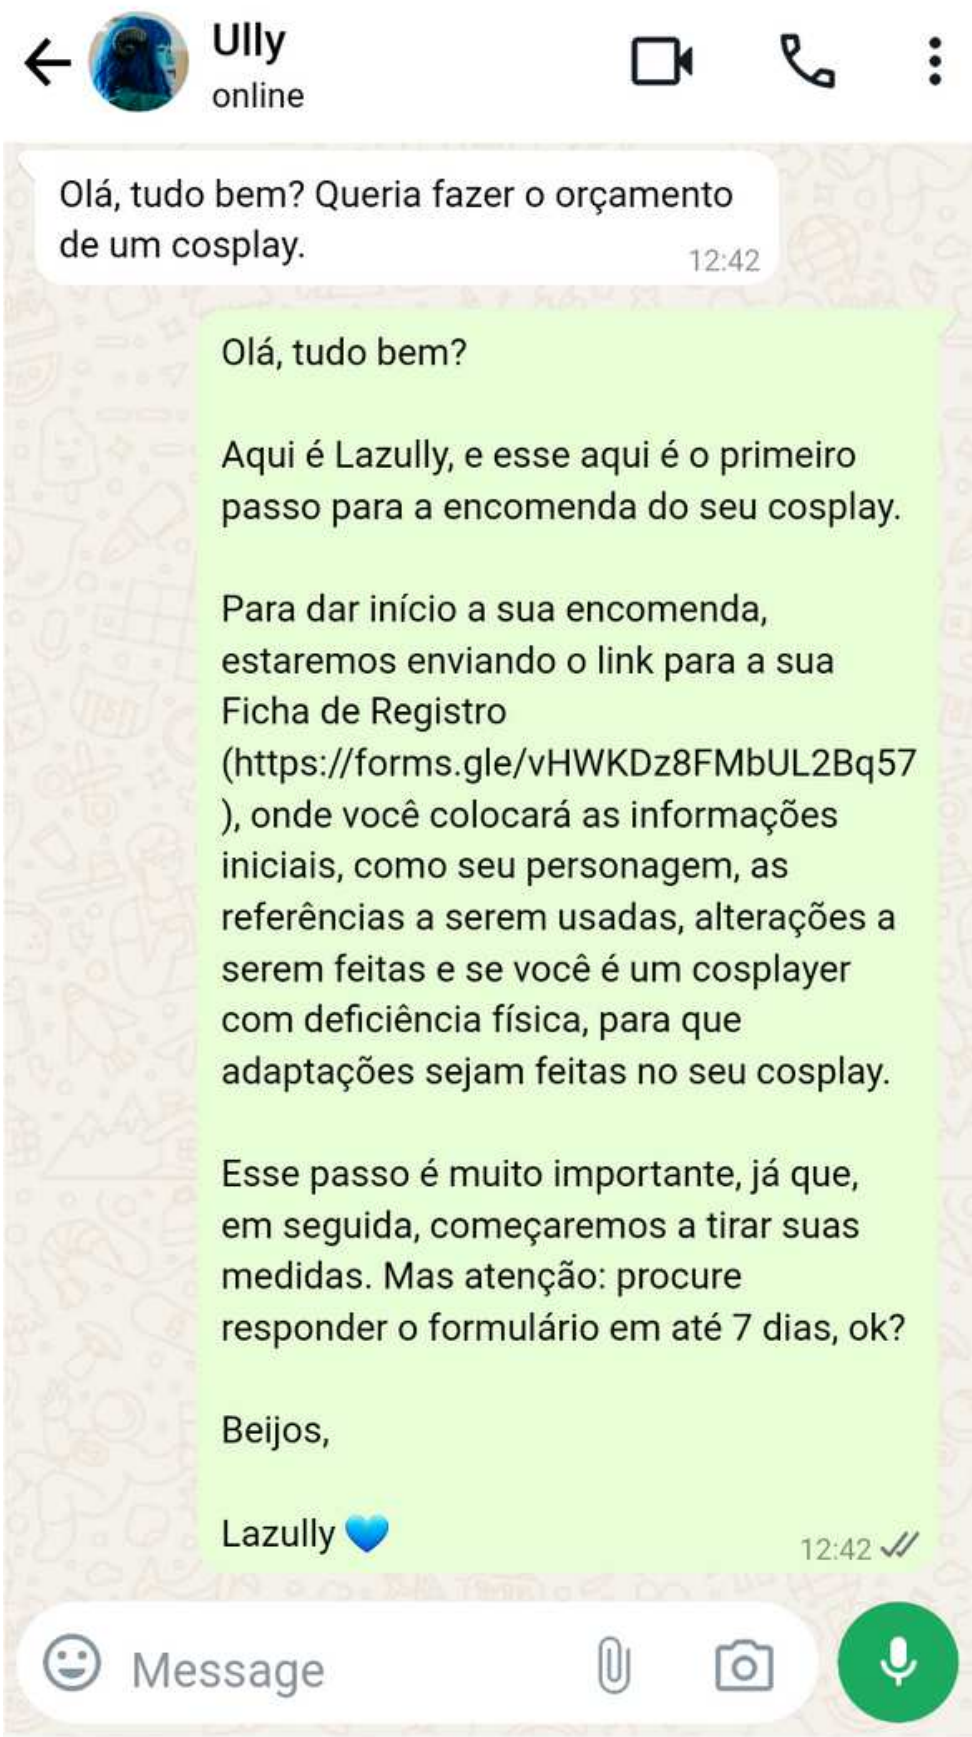 Ully
online
Olá, tudo bem? Queria fazer o orçamento
de um cosplay.
12:42
Olá, tudo bem?
Aqui é Lazully, e esse aqui é o primeiro
passo para a encomenda do seu cosplay.
Para dar início a sua encomenda,
estaremos enviando o link para a sua
Ficha de Registro
(https://forms.gle/vHWKDz8FMbUL2Bq57
), onde você colocará as informações
iniciais, como seu personagem, as
referências a serem usadas, alterações a
serem feitas e se você é um cosplayer
com deficiência física, para que
adaptações sejam feitas no seu cosplay.
Esse passo é muito importante, já que,
em seguida, começaremos a tirar suas
medidas. Mas atenção: procure
responder o formulário em até 7 dias, ok?
Beijos,
Lazully 💙
12:42
Message